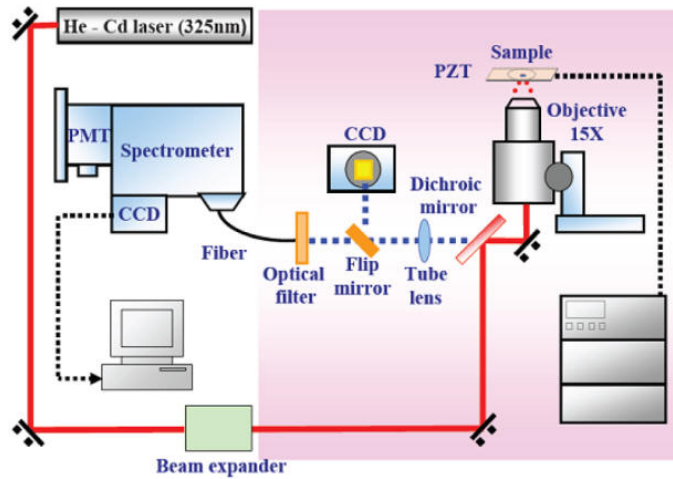 He - Cd laser (325nm)
Sample
PZT
Objective
15X
PMT
Spectrometer
CCD
CCD
Dichroic
mirror
Fiber
Optical
filter
Flip
mirror
Tube
lens
Beam expander